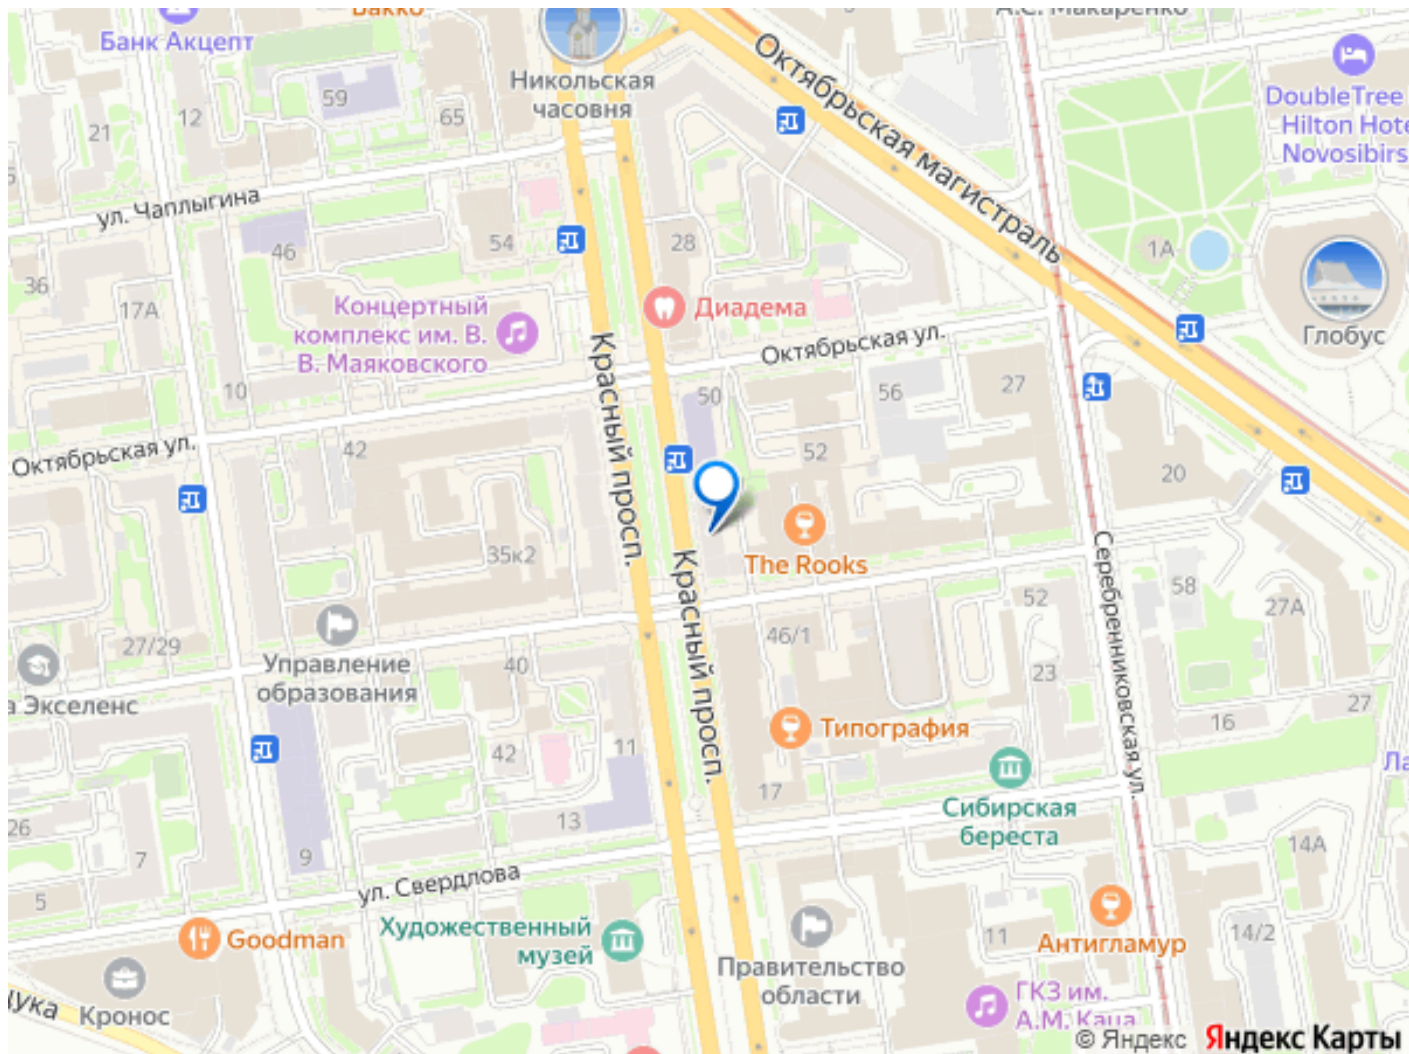 Вакко
А.С. Макаренко
Банк Акцепт
Никольская
часовня
Октябрьская магистраль
DoubleTree
Hilton Hote
Novosibirs
59
12
21
65
ул. Чаплыгина
46
54
28
1А
36
17А
Концертный
комплекс им. В.
В. Маяковского
Диадема
Глобус
Красный просп.
Октябрьская ул.
10
50
56
27
Октябрьская ул.
42
52
20
35к2
The Rooks
Красный просп.
Серебренниковская ул.
58
52
27А
27/29
Управление
образования
40
46/1
23
а Экселенс
16
27
42
11
Типография
Ла
17
Сибирская
береста
26
7
13
9
14А
ул. Свердлова
5
Goodman
Художественный
музей
Правительство
области
11
Антигламур
14/2
Кронос
ука
ГКЗ им.
А.М. Каца
© Яндекс Яндекс Карты